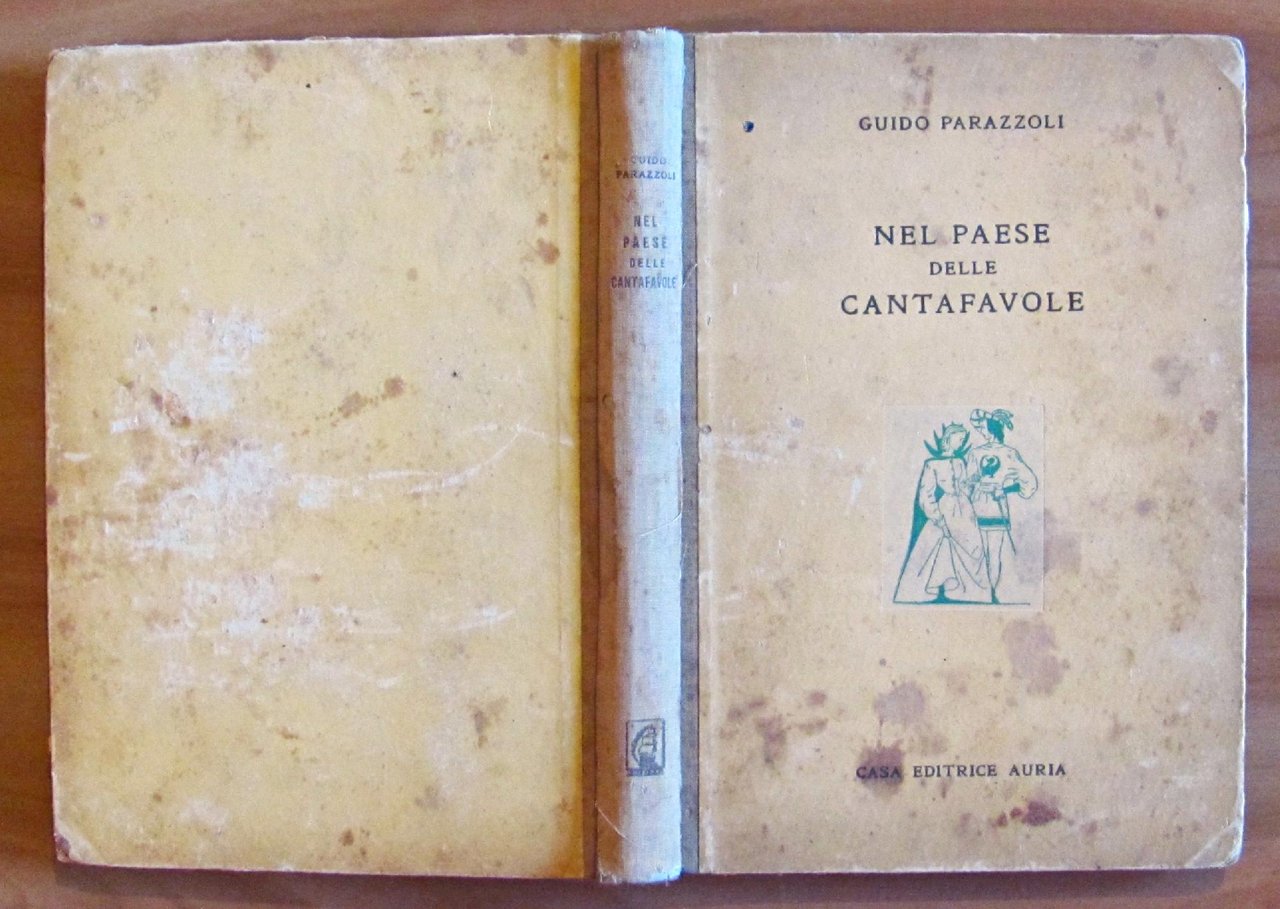 GUIDO
PARAZZOLI
NEL
PAESE
DELLE
CANTAFAVOLE
GUIDO PARAZZOLI
NEL PAESE
DELLE
CANTAFAVOLE
CASA EDITRICE AURIA